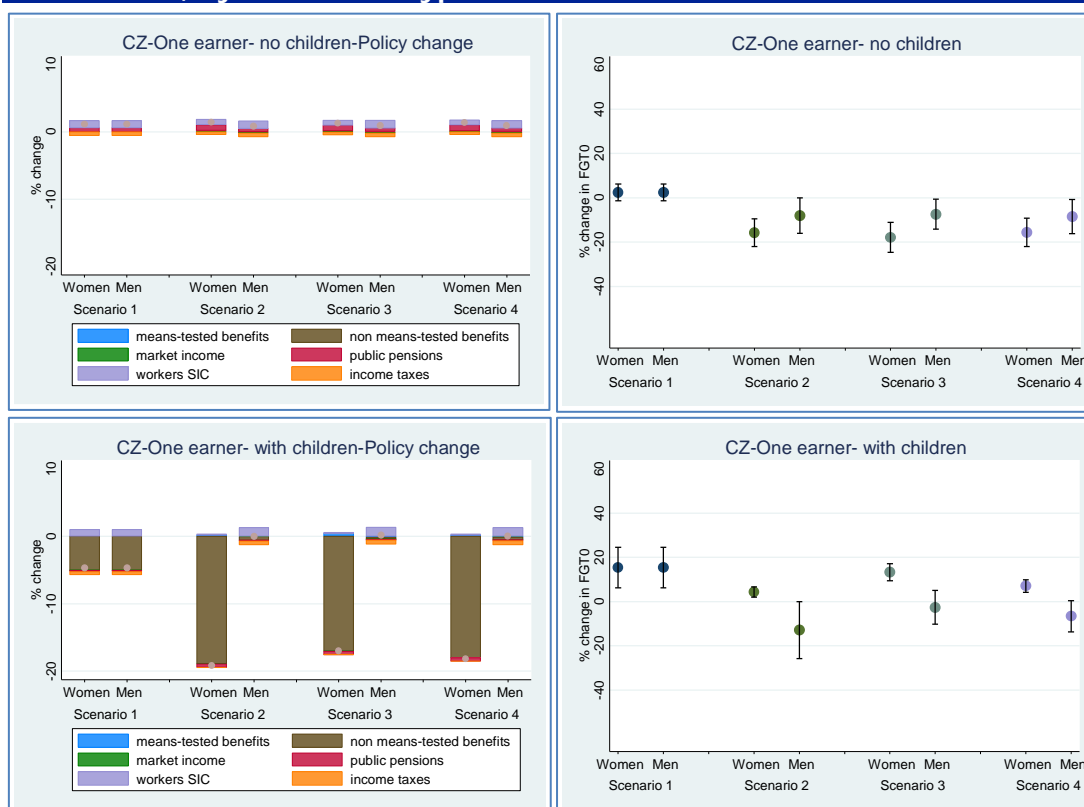 CZ-One earner- no children-Policy change
10
0
-10
-20
% change
Women Men Women Men Women Men Women Men
Scenario 1 Scenario 2 Scenario 3 Scenario 4
means-tested benefits non means-tested benefits
market income public pensions
workers SIC income taxes
CZ-One earner- no children
60
40
20
0
-20
-40
% change in FGT0
Women Men Women Men Women Men Women Men
Scenario 1 Scenario 2 Scenario 3 Scenario 4
CZ-One earner- with children-Policy change
10
0
-10
-20
% change
Women Men Women Men Women Men Women Men
Scenario 1 Scenario 2 Scenario 3 Scenario 4
means-tested benefits non means-tested benefits
market income public pensions
workers SIC income taxes
CZ-One earner- with children
60
40
20
0
-20
-40
% change in FGT0
Women Men Women Men Women Men Women Men
Scenario 1 Scenario 2 Scenario 3 Scenario 4